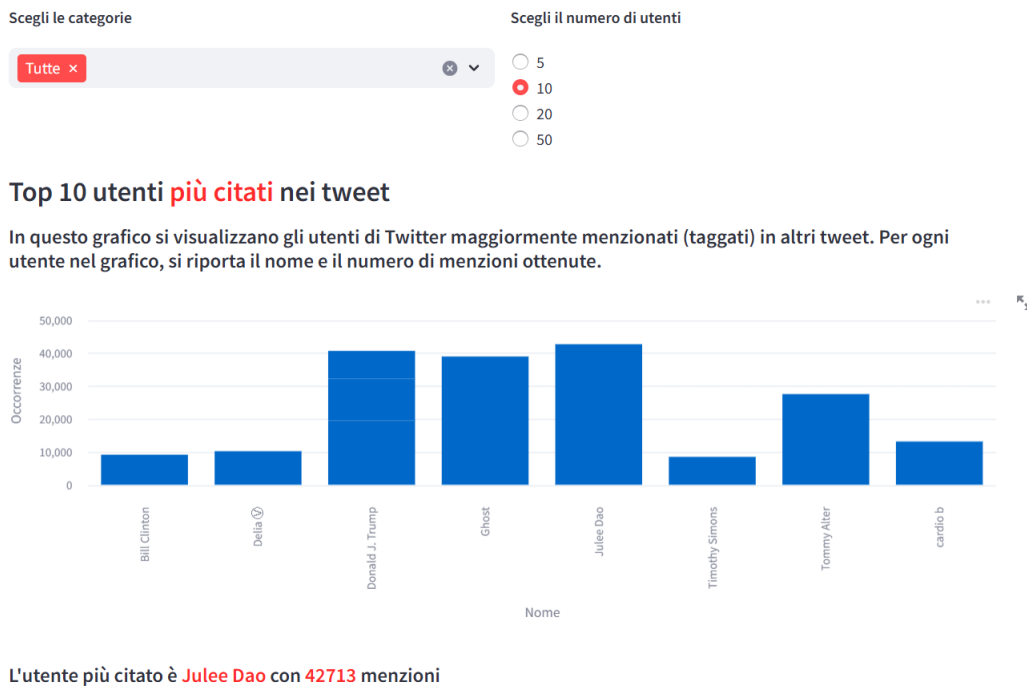 Scegli le categorie
Scegli il numero di utenti
Tutte ×
5
10
20
50
Top 10 utenti più citati nei tweet
In questo grafico si visualizzano gli utenti di Twitter maggiormente menzionati (taggati) in altri tweet. Per ogni
utente nel grafico, si riporta il nome e il numero di menzioni ottenute.
50,000
40,000
30,000
20,000
10,000
0
Occorrenze
Bill Clinton
Delia Ⓥ
Donald J. Trump
Ghost
Julee Dao
Timothy Simons
Tommy Alter
cardio b
Nome
L'utente più citato è Julee Dao con 42713 menzioni